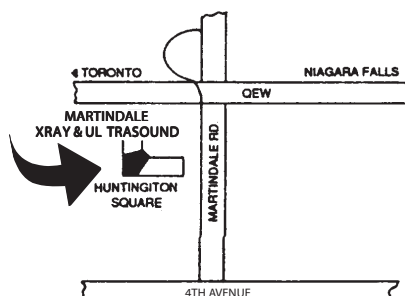 TORONTO
NIAGARA FALLS
QEW
MARTINDALE
XRAY & UL TRASOUND
MARTINDALE RD.
HUNTINGITON
SQUARE
4TH AVENUE